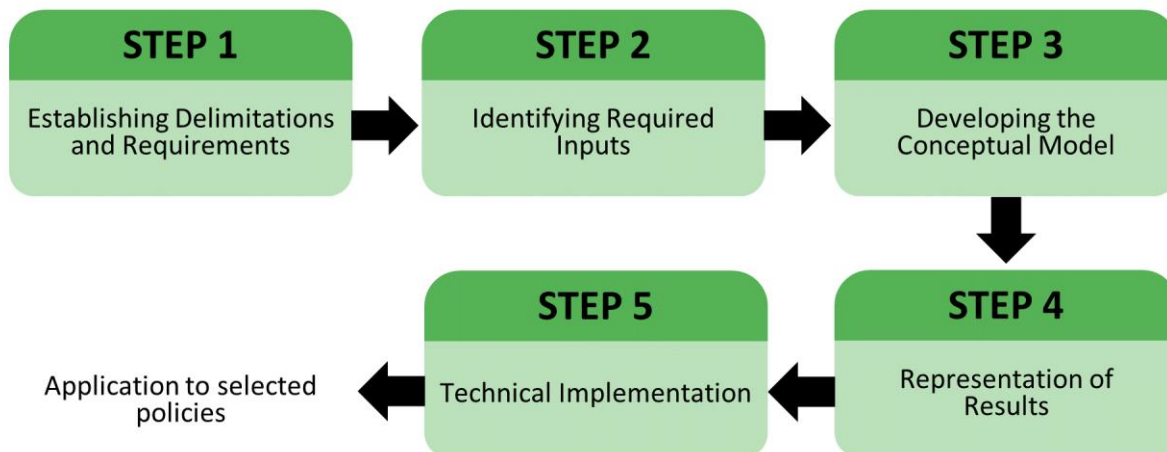 STEP 1
Establishing Delimitations
and Requirements
STEP 2
Identifying Required
Inputs
STEP 3
Developing the
Conceptual Model
STEP 4
Representation of
Results
STEP 5
Technical Implementation
Application to selected
policies